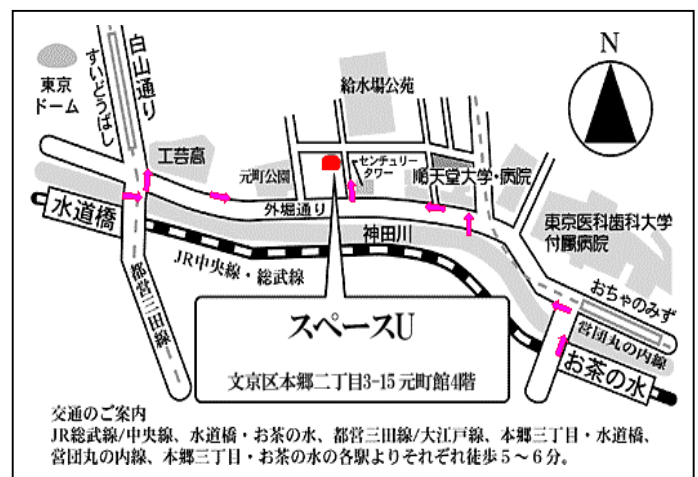 N
白山通り
すいどうばし
東京
ドーム
給水場公苑
工芸高
元町公園
センチュリー
タワー
順天堂大学・病院
外堀通り
水道橋
神田川
東京医科歯科大学
付属病院
JR中央線・総武線
都営三田線
おちゃのみず
営団丸の内線
お茶の水
スペースU
文京区本郷二丁目3-15 元町館4階
交通のご案内
JR総武線/中央線、水道橋・お茶の水、都営三田線/大江戸線、本郷三丁目・水道橋、
営団丸の内線、本郷三丁目・お茶の水の各駅よりそれぞれ徒歩5～6分。